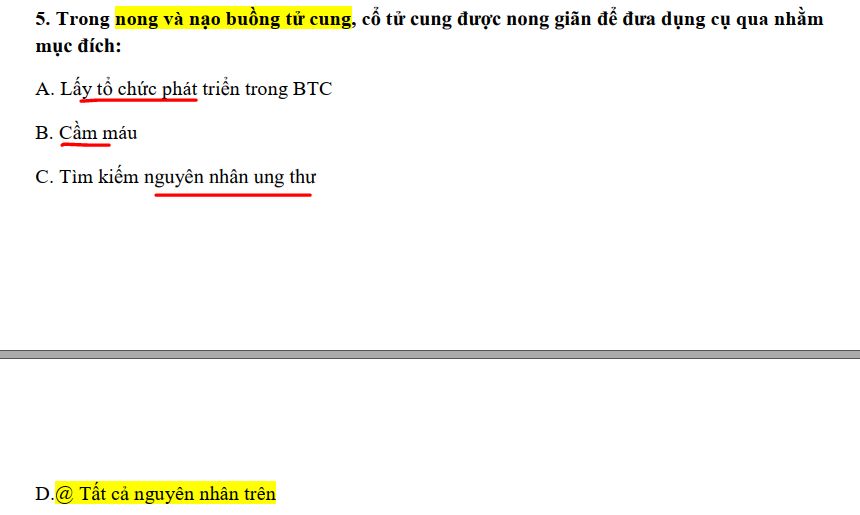 5. Trong nong và nạo buồng tử cung, cổ tử cung được nong giãn để đưa dụng cụ qua nhằm
mục đích:
A. Lấy tổ chức phát triển trong BTC
B. Cầm máu
C. Tìm kiếm nguyên nhân ung thư
D.@ Tất cả nguyên nhân trên